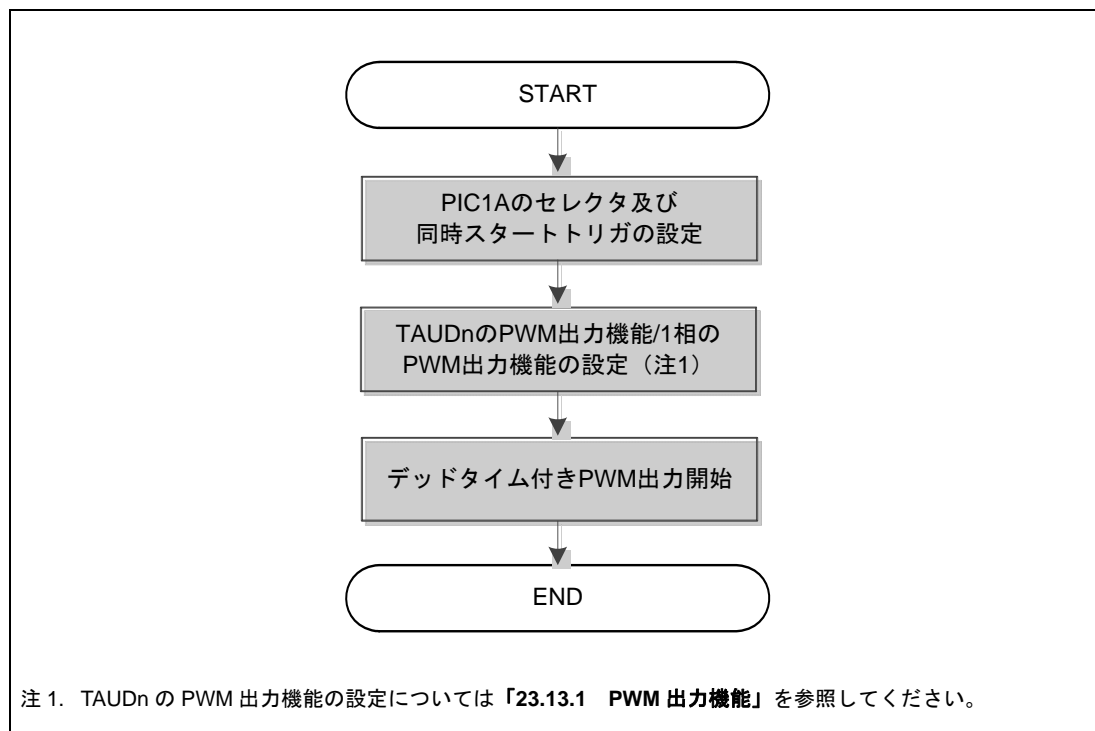 START
PIC1Aのセレクタ及び
同時スタートトリガの設定
TAUDnのPWM出力機能/1相の
PWM出力機能の設定（注1）
デッドタイム付きPWM出力開始
END
注 1. TAUDn の PWM 出力機能の設定については「23.13.1 PWM 出力機能」を参照してください。